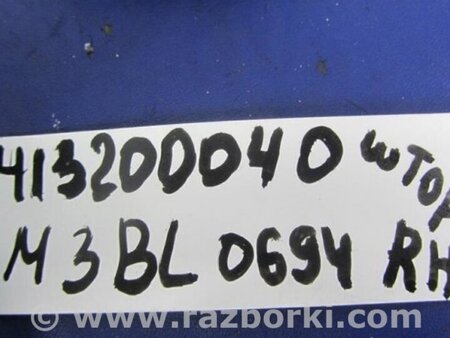 413200040 штор
M3BL 0694 RH
© www.razborki.com